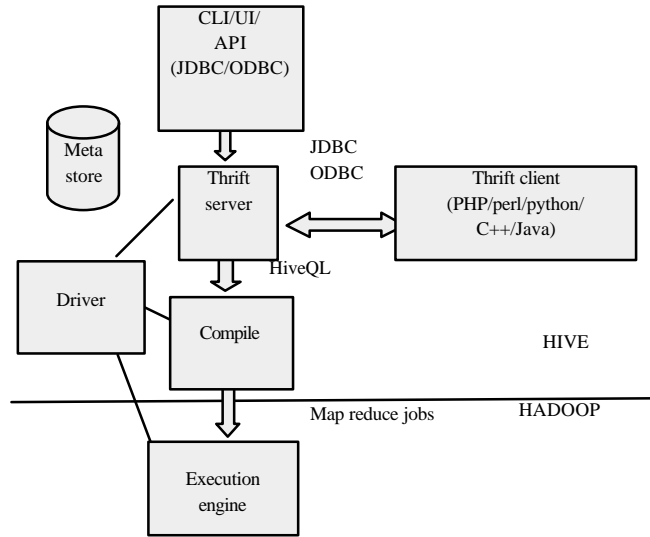 CLI/UI/
API
(JDBC/ODBC)
Meta
store
JDBC
ODBC
Thrift
server
Thrift client
(PHP/perl/python/
C++/Java)
HiveQL
Driver
Compile
HIVE
Map reduce jobs
HADOOP
Execution
engine